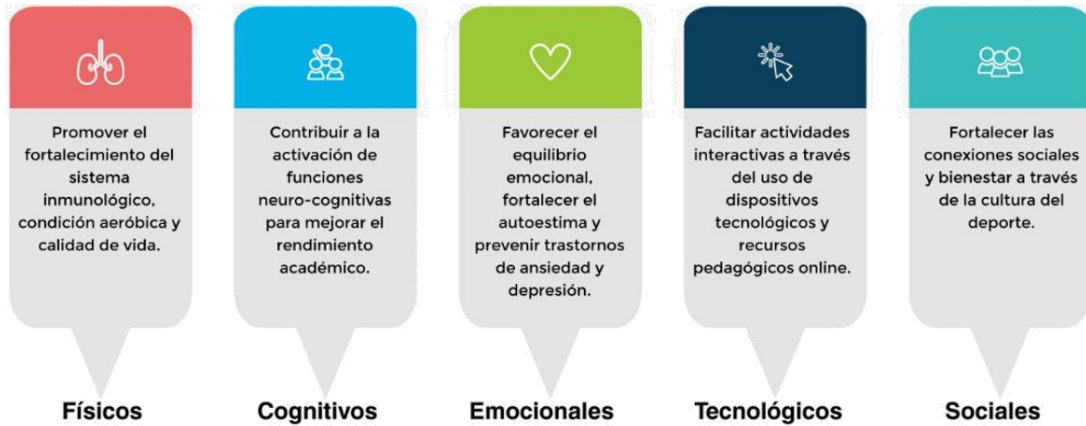 Promover el
fortalecimiento del
sistema
inmunológico,
condición aeróbica y
calidad de vida.
Físicos
Contribuir a la
activación de
funciones
neuro-cognitivas
para mejorar el
rendimiento
académico.
Cognitivos
Favorecer el
equilibrio
emocional,
fortalecer el
autoestima y
prevenir trastornos
de ansiedad y
depresión.
Emocionales
Facilitar actividades
interactivas a través
del uso de
dispositivos
tecnológicos y
recursos
pedagógicos online.
Tecnológicos
Fortalecer las
conexiones sociales
y bienestar a través
de la cultura del
deporte.
Sociales